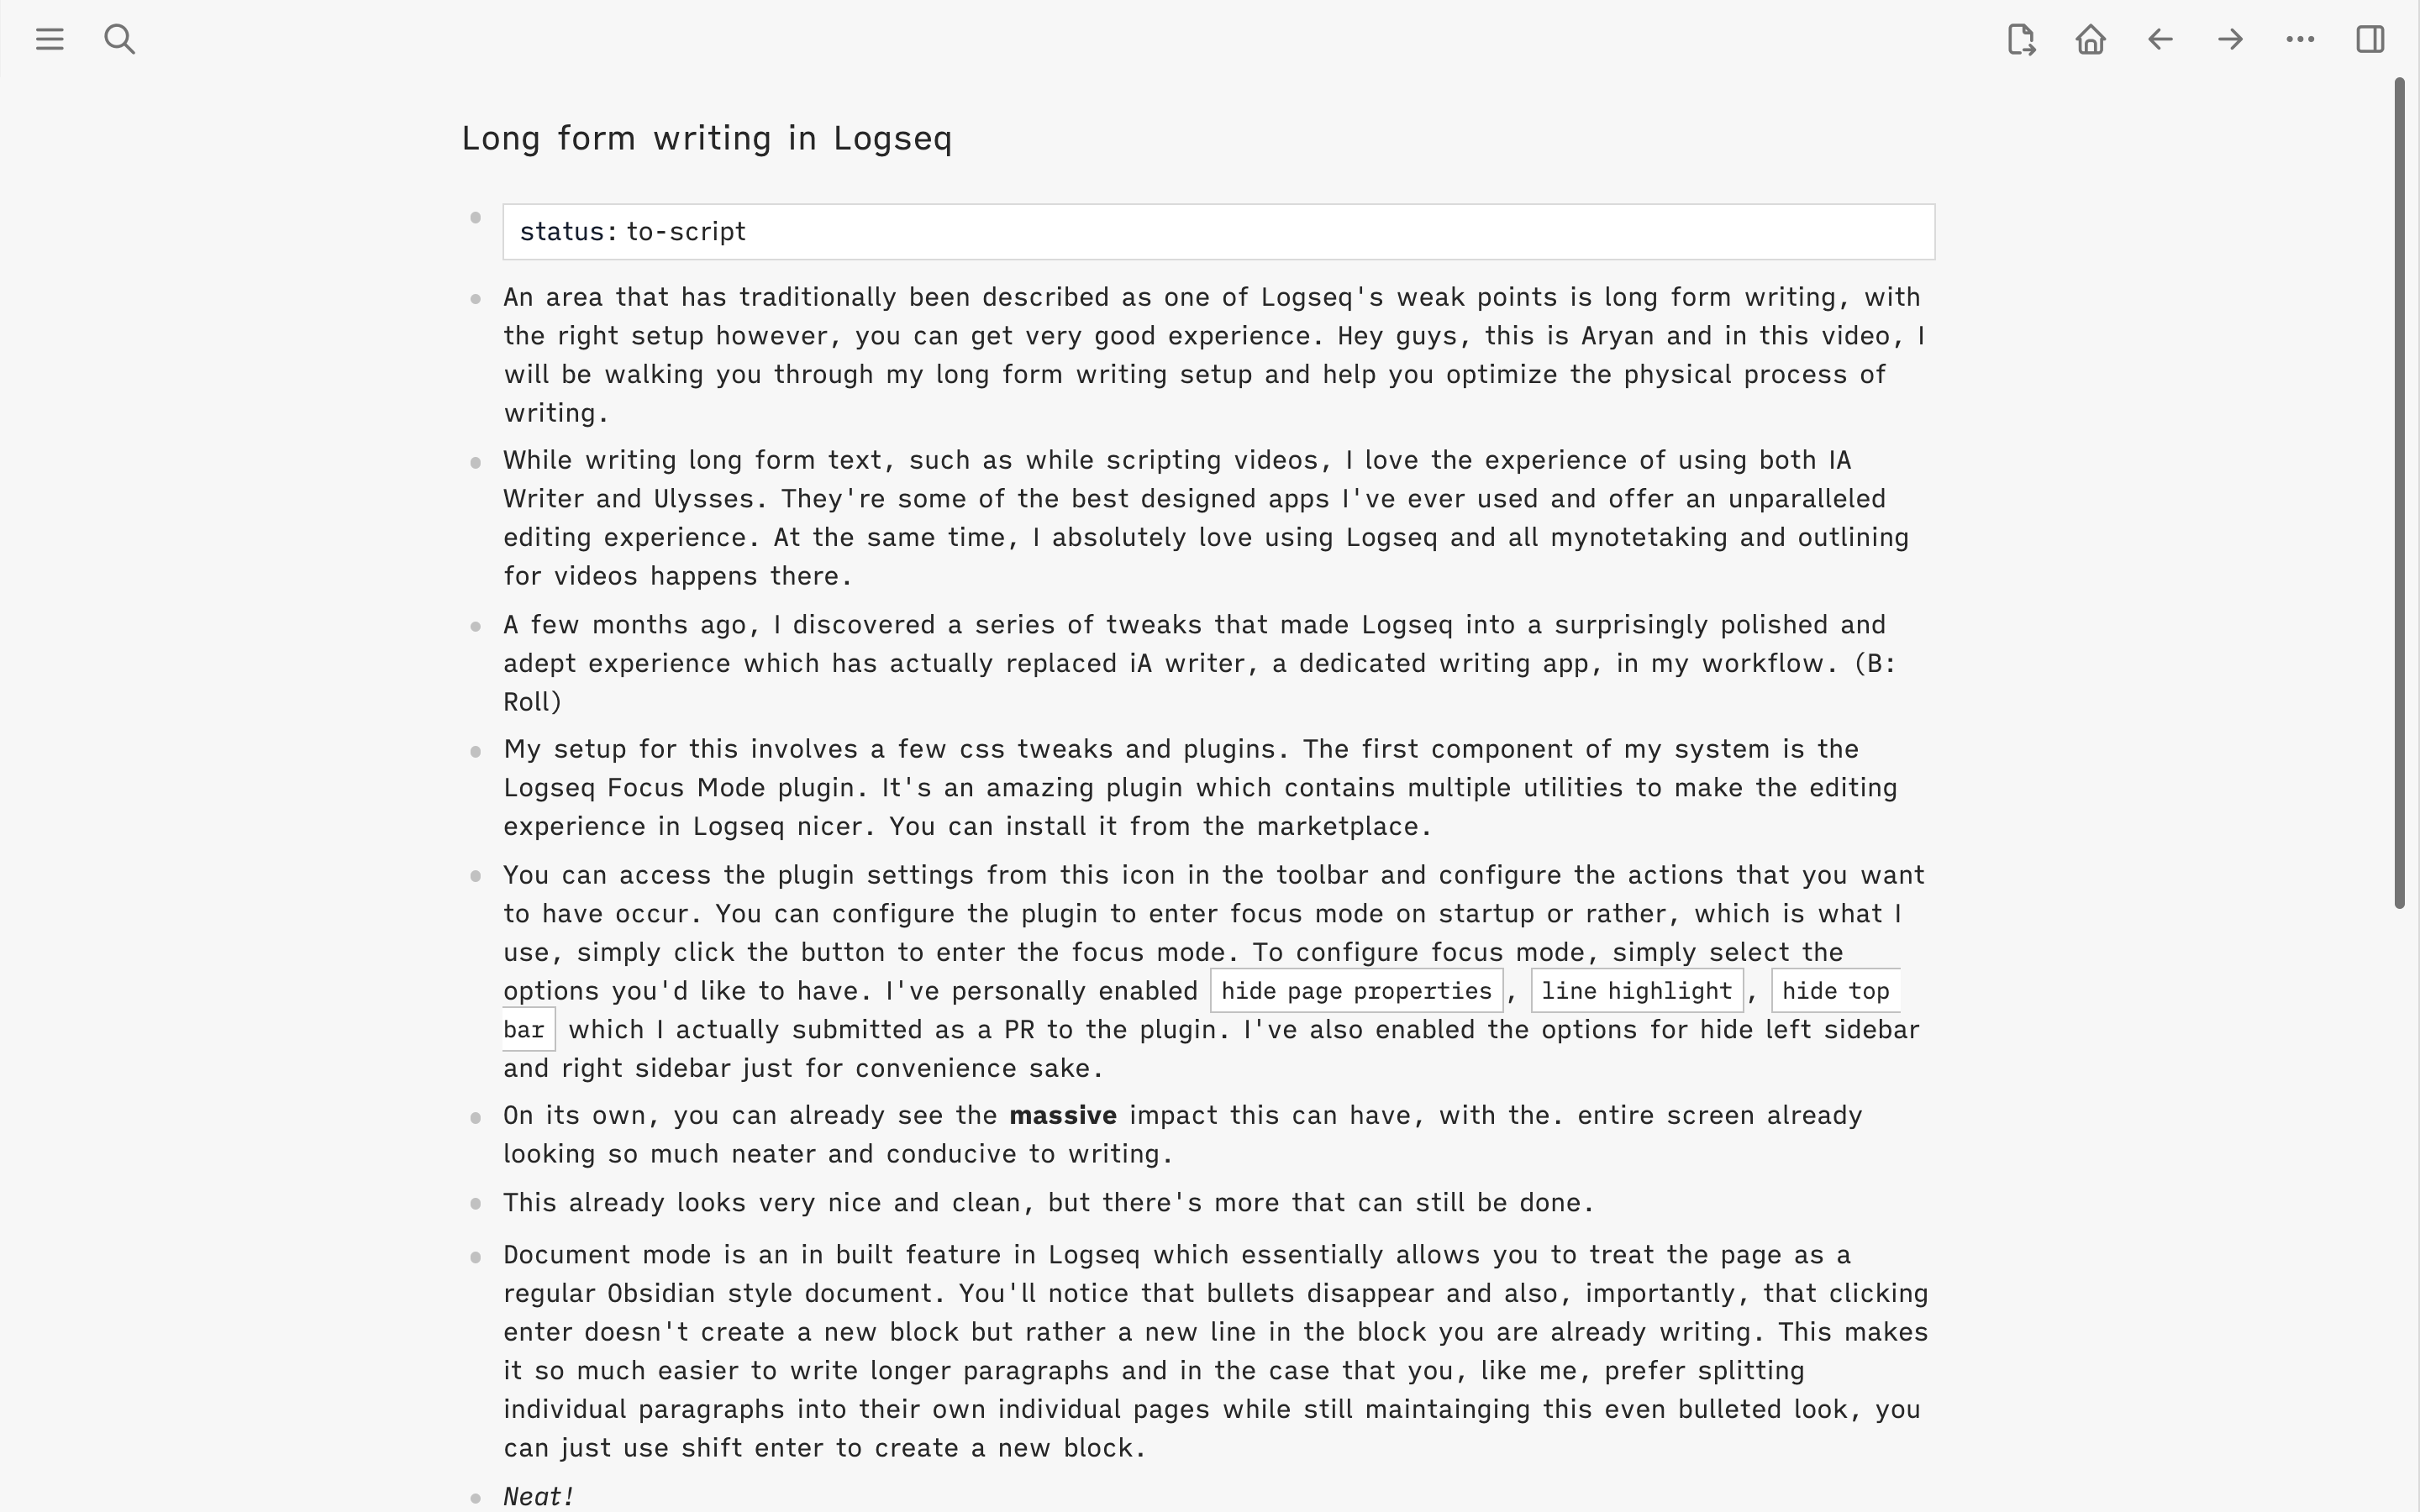 Long form writing in Logseq
status: to-script
An area that has traditionally been described as one of Logseq's weak points is long form writing, with
the right setup however, you can get very good experience. Hey guys, this is Aryan and in this video, I
will be walking you through my long form writing setup and help you optimize the physical process of
writing.
While writing long form text, such as while scripting videos, I love the experience of using both IA
Writer and Ulysses. They're some of the best designed apps I've ever used and offer an unparalleled
editing experience. At the same time, I absolutely love using Logseq and all mynotetaking and outlining
for videos happens there.
A few months ago, I discovered a series of tweaks that made Logseq into a surprisingly polished and
adept experience which has actually replaced iA writer, a dedicated writing app, in my workflow. (B:
Roll)
My setup for this involves a few css tweaks and plugins. The first component of my system is the
Logseq Focus Mode plugin. It's an amazing plugin which contains multiple utilities to make the editing
experience in Logseq nicer. You can install it from the marketplace.
You can access the plugin settings from this icon in the toolbar and configure the actions that you want
to have occur. You can configure the plugin to enter focus mode on startup or rather, which is what I
use, simply click the button to enter the focus mode. To configure focus mode, simply select the
options you'd like to have. I've personally enabled hide page properties, line highlight, hide top
bar which I actually submitted as a PR to the plugin. I've also enabled the options for hide left sidebar
and right sidebar just for convenience sake.
On its own, you can already see the massive impact this can have, with the. entire screen already
looking so much neater and conducive to writing.
This already looks very nice and clean, but there's more that can still be done.
Document mode is an in built feature in Logseq which essentially allows you to treat the page as a
regular Obsidian style document. You'll notice that bullets disappear and also, importantly, that clicking
enter doesn't create a new block but rather a new line in the block you are already writing. This makes
it so much easier to write longer paragraphs and in the case that you, like me, prefer splitting
individual paragraphs into their own individual pages while still maintainging this even bulleted look, you
can just use shift enter to create a new block.
Neat!